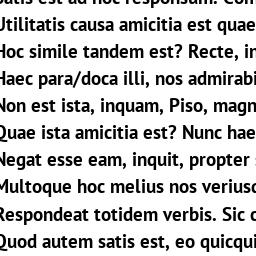 satis est ad hoc responsum. Com
Utilitatis causa amicitia est quae
Hoc simile tandem est? Recte, in
Haec para/doca illi, nos admirabi
Non est ista, inquam, Piso, magn
Quae ista amicitia est? Nunc hae
Negat esse eam, inquit, propter
Multoque hoc melius nos verius
Respondeat totidem verbis. Sic c
Quod autem satis est, eo quicqui